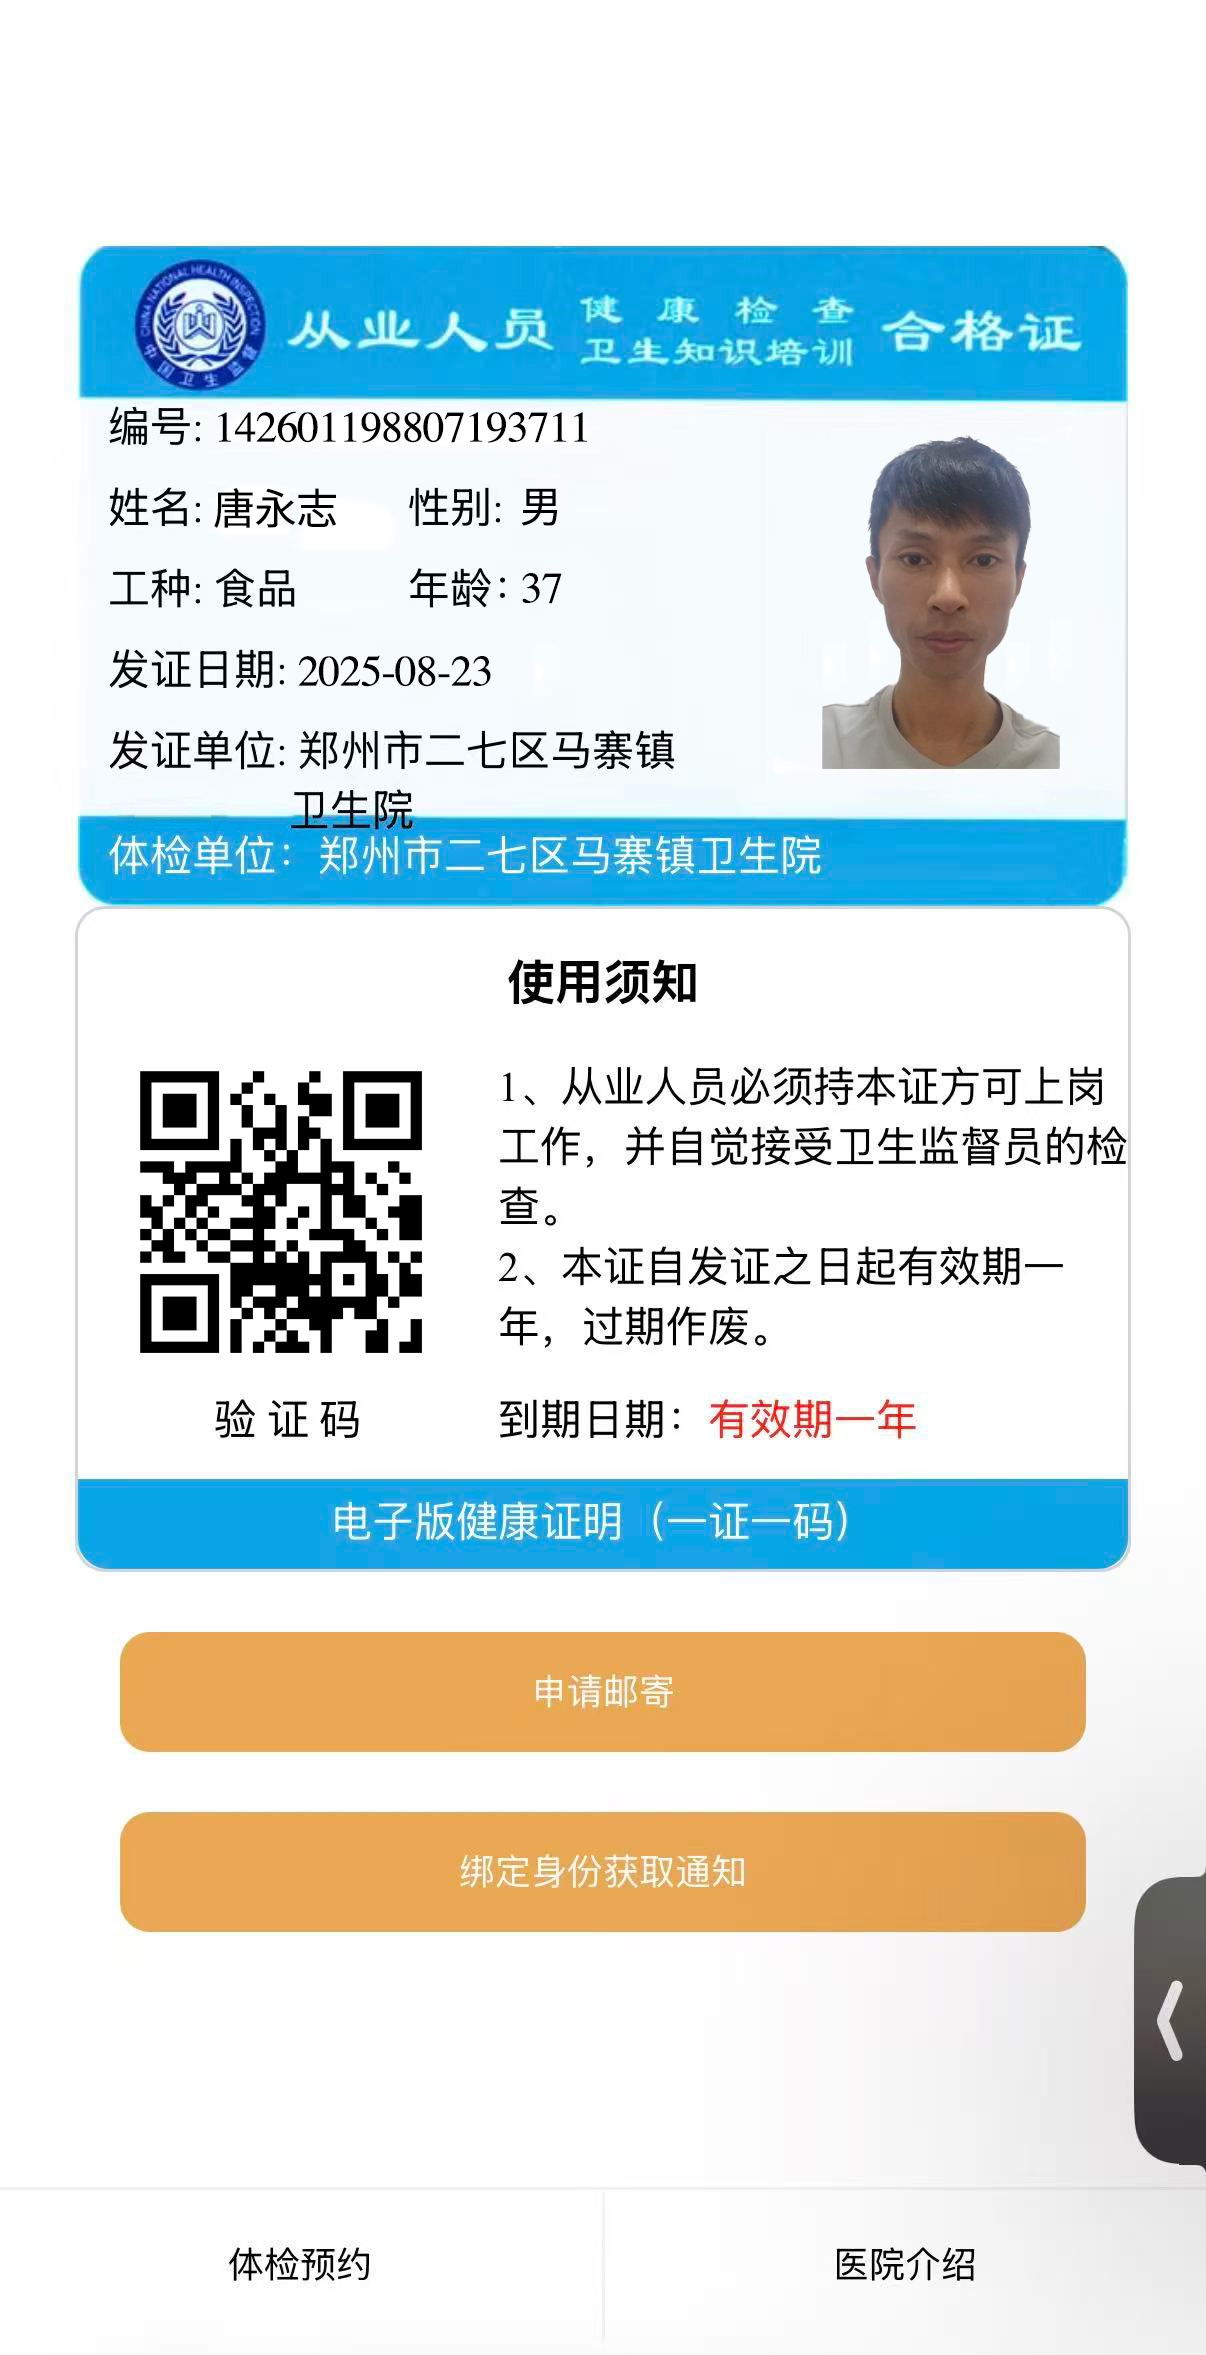 CHINA NATIONAL HEALTH INSPECTION
中国卫生监督
从业人员 健康检查 卫生知识培训 合格证
编号: 142601198807193711
姓名: 唐永志 性别: 男
工种: 食品 年龄: 37
发证日期: 2025-08-23
发证单位: 郑州市二七区马寨镇
卫生院
体检单位: 郑州市二七区马寨镇卫生院
使用须知
1、从业人员必须持本证方可上岗
工作，并自觉接受卫生监督员的检
查。
2、本证自发证之日起有效期一
年，过期作废。
验证码
到期日期: 有效期一年
电子版健康证明（一证一码）
申请邮寄
绑定身份获取通知
体检预约
医院介绍